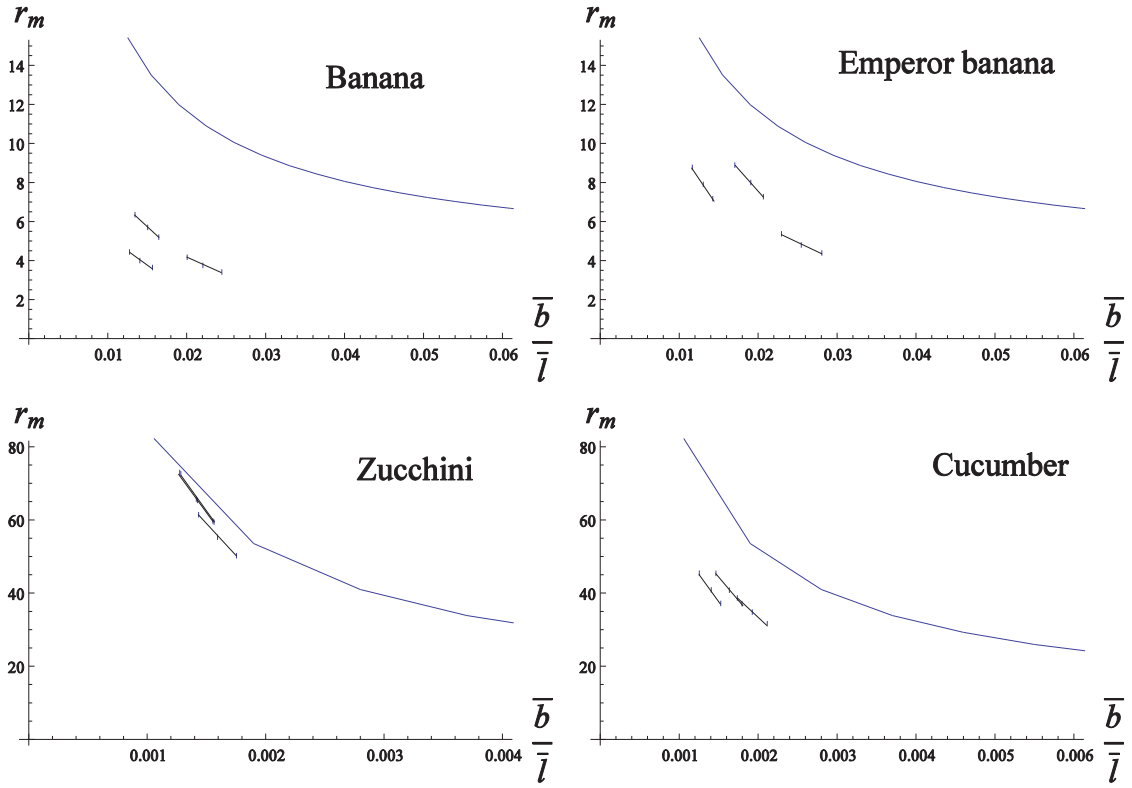 r_m
Banana
14
12
10
8
6
4
2
0.01 0.02 0.03 0.04 0.05 0.06
b̅
l̅
r_m
Emperor banana
14
12
10
8
6
4
2
0.01 0.02 0.03 0.04 0.05 0.06
b̅
l̅
r_m
Zucchini
80
60
40
20
0.001 0.002 0.003 0.004
b̅
l̅
r_m
Cucumber
80
60
40
20
0.001 0.002 0.003 0.004 0.005 0.006
b̅
l̅